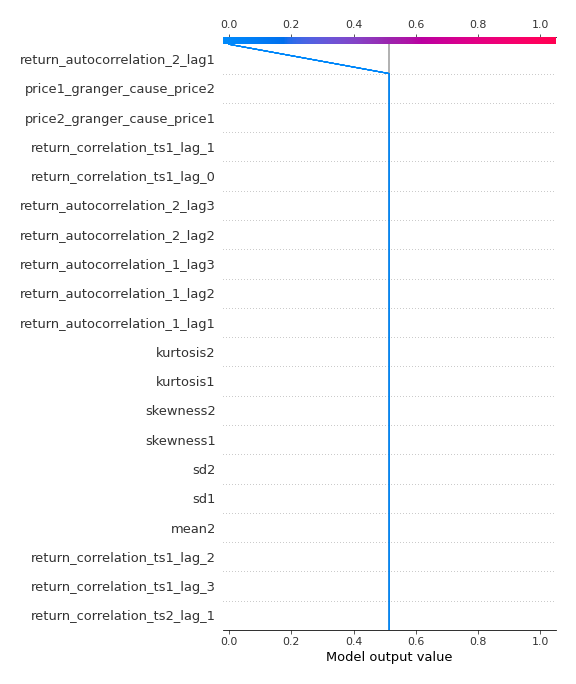 0.0 0.2 0.4 0.6 0.8 1.0
return_autocorrelation_2_lag1
price1_granger_cause_price2
price2_granger_cause_price1
return_correlation_ts1_lag_1
return_correlation_ts1_lag_0
return_autocorrelation_2_lag3
return_autocorrelation_2_lag2
return_autocorrelation_1_lag3
return_autocorrelation_1_lag2
return_autocorrelation_1_lag1
kurtosis2
kurtosis1
skewness2
skewness1
sd2
sd1
mean2
return_correlation_ts1_lag_2
return_correlation_ts1_lag_3
return_correlation_ts2_lag_1
0.0 0.2 0.4 0.6 0.8 1.0
Model output value